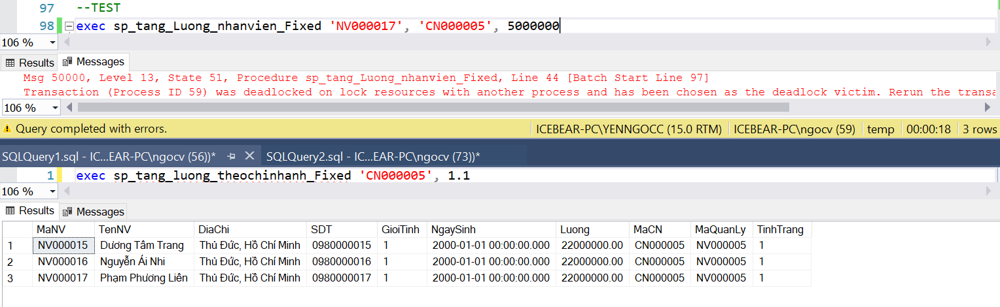 97 --TEST
98 exec sp_tang_Luong_nhanvien_Fixed 'NV000017', 'CN000005', 5000000
106 %
Results Messages
Msg 50000, Level 13, State 51, Procedure sp_tang_Luong_nhanvien_Fixed, Line 44 [Batch Start Line 97]
Transaction (Process ID 59) was deadlocked on lock resources with another process and has been chosen as the deadlock victim. Rerun the transa
106 %
Query completed with errors. ICEBEAR-PC\YENNGOCC (15.0 RTM) ICEBEAR-PC\ngocv (59) temp 00:00:18 3 rows
SQLQuery1.sql - IC...EAR-PC\ngocv (56))* SQLQuery2.sql - IC...EAR-PC\ngocv (73))*
1 exec sp_tang_luong_theochinhanh_Fixed 'CN000005', 1.1
106 %
Results Messages
MaNV TenNV DiaChi SDT GioiTinh NgaySinh Luong MaCN MaQuanLy TinhTrang
1 NV000015 Dương Tâm Trang Thủ Đức, Hồ Chí Minh 0980000015 1 2000-01-01 00:00:00.000 22000000.00 CN000005 NV000005 1
2 NV000016 Nguyễn Ái Nhi Thủ Đức, Hồ Chí Minh 0980000016 1 2000-01-01 00:00:00.000 22000000.00 CN000005 NV000005 1
3 NV000017 Phạm Phương Liên Thủ Đức, Hồ Chí Minh 0980000017 1 2000-01-01 00:00:00.000 22000000.00 CN000005 NV000005 1